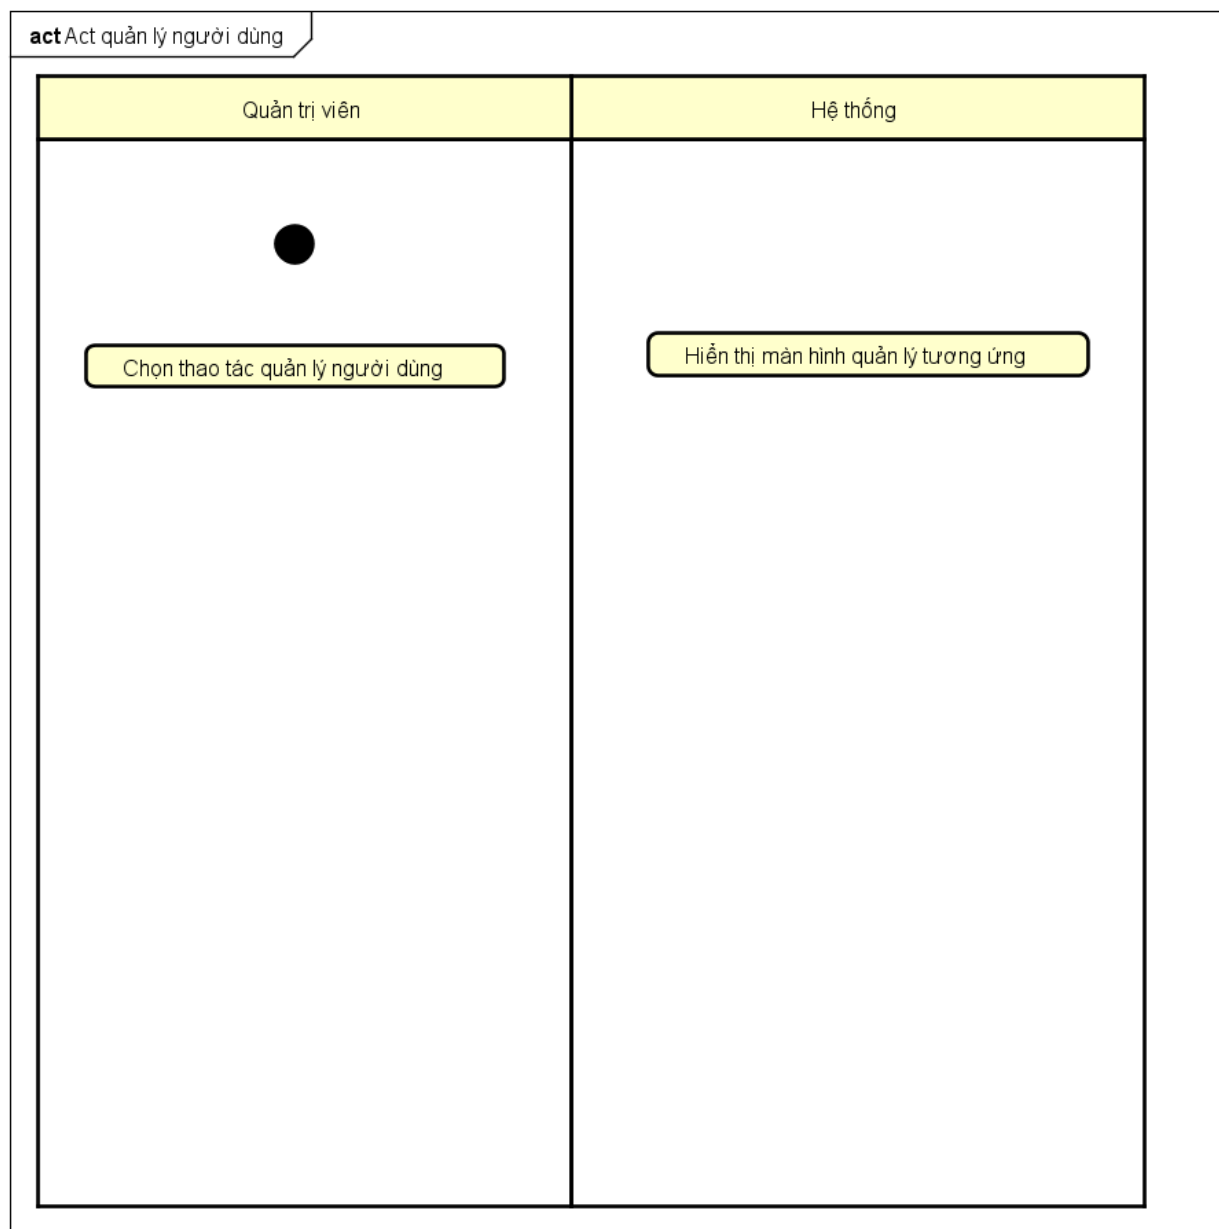 act Act quản lý người dùng
Quản trị viên
Hệ thống
Chọn thao tác quản lý người dùng
Hiển thị màn hình quản lý tương ứng